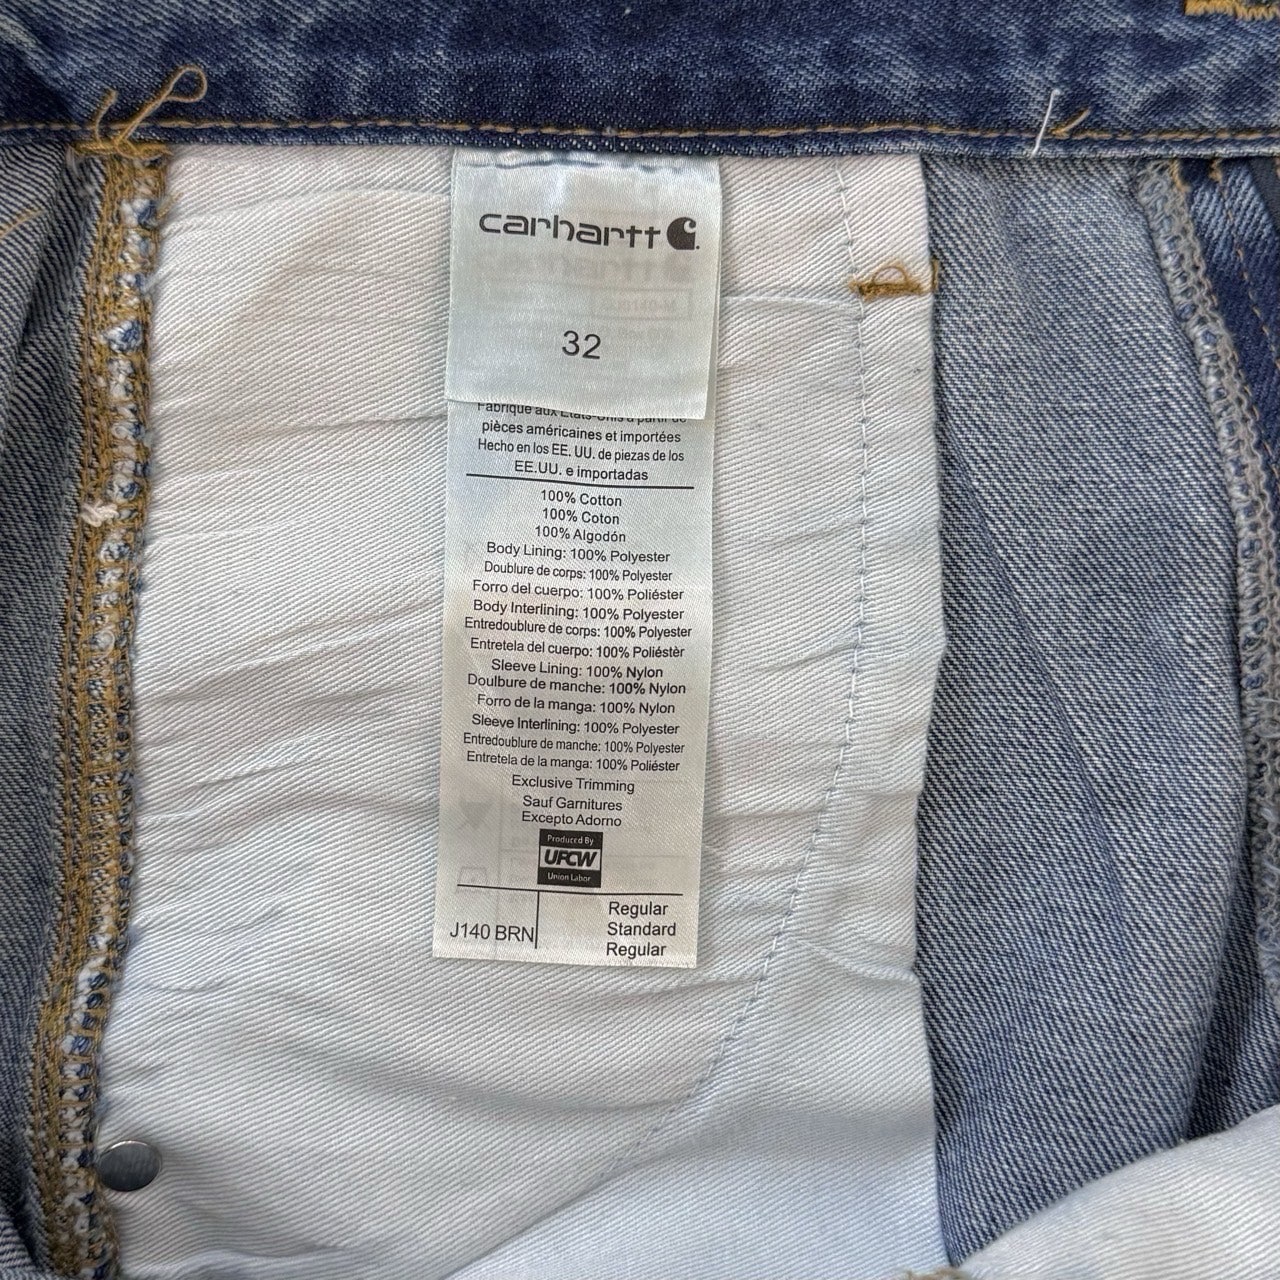 carhartt
32
Fabriqué aux États-Unis à partir de
pièces américaines et importées
Hecho en los EE. UU. de piezas de los
EE.UU. e importadas
100% Cotton
100% Coton
100% Algodón
Body Lining: 100% Polyester
Doublure de corps: 100% Polyester
Forro del cuerpo: 100% Poliéster
Body Interlining: 100% Polyester
Entredoublure de corps: 100% Polyester
Entretela del cuerpo: 100% Poliéstèr
Sleeve Lining: 100% Nylon
Doulbure de manche: 100% Nylon
Forro de la manga: 100% Nylon
Sleeve Interlining: 100% Polyester
Entredoublure de manche: 100% Polyester
Entretela de la manga: 100% Poliéster
Exclusive Trimming
Sauf Garnitures
Excepto Adorno
Produced By
UFCW
Union Labor
J140 BRN
Regular
Standard
Regular